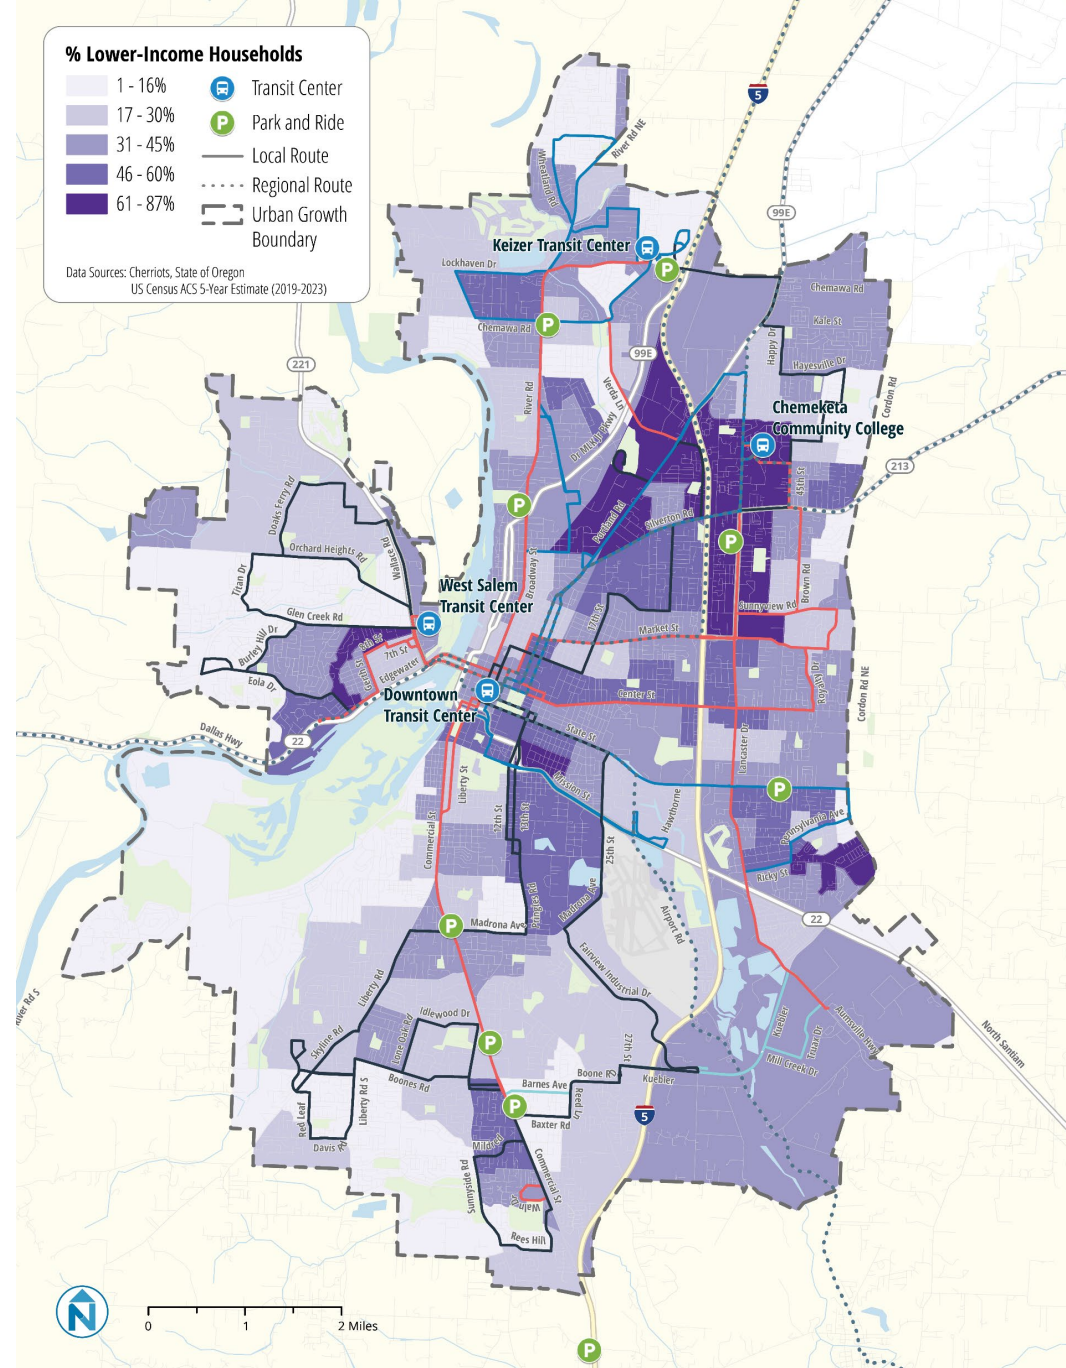 % Lower-Income Households
1 - 16%
17 - 30%
31 - 45%
46 - 60%
61 - 87%
Transit Center
Park and Ride
Local Route
Regional Route
Urban Growth
Boundary
Data Sources: Cherriots, State of Oregon
US Census ACS 5-Year Estimate (2019-2023)
5
99E
River Rd NE
Wheatland Rd
Keizer Transit Center
Lockhaven Dr
P
Chemawa Rd
Chemawa Rd
P
Kale St
99E
Happy Dr
Hayesville Dr
221
River Rd
Verda Ln
Cordon Rd
Chemeketa
Community College
Dr MLK Jr Pkwy
213
45th St
Doaks Ferry Rd
P
Portland Rd
Silverton Rd
P
Orchard Heights Rd
Wallace Rd
Broadway St
Titan Dr
West Salem
Transit Center
Brown Rd
Sunnyview Rd
Glen Creek Rd
17th St
Market St
Burley Hill Dr
8th St
7th St
Gerth St
Edgewater
Eola Dr
Royalty Dr
Cordon Rd NE
Downtown
Transit Center
Center St
Dallas Hwy
22
State St
Lancaster Dr
Liberty St
Mission St
P
12th St
13th St
Hawthorne
Pennsylvania Ave
Commercial St
25th St
Ricky St
Pringle Rd
Madrona Ave
22
P
Madrona Ave
Airport Rd
Fairview Industrial Dr
Liberty Rd
River Rd S
Idlewood Dr
Lone Oak Rd
Skyline Rd
P
27th St
Kuebler
Aumsville Hwy
Truax Dr
North Santiam
Mill Creek Dr
Boones Rd
Barnes Ave
Boone Rd
Kuebler
Liberty Rd S
Red Leaf
P
Reed Ln
5
Baxter Rd
Davis Rd
Mildred
Commercial St
Sunnyside Rd
Waln
Rees Hill
N
0
1
2 Miles
P